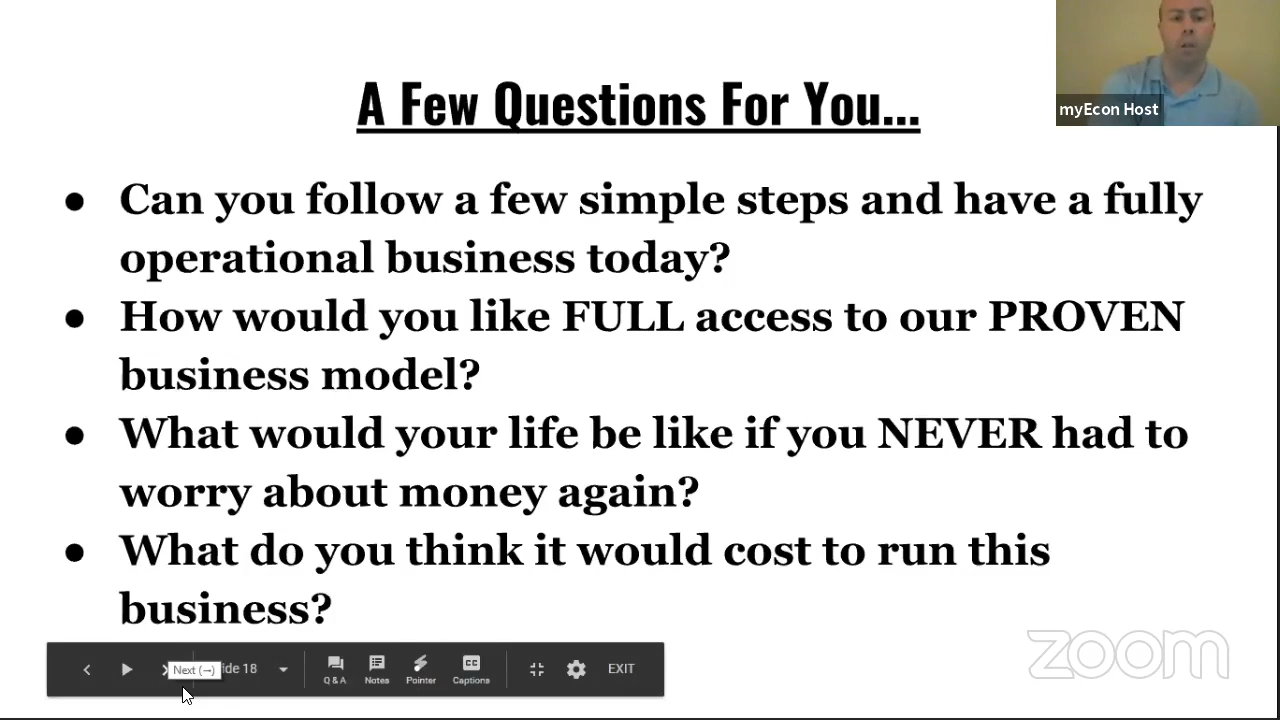 A Few Questions For You...
myEcon Host
● Can you follow a few simple steps and have a fully
operational business today?
● How would you like FULL access to our PROVEN
business model?
● What would your life be like if you NEVER had to
worry about money again?
● What do you think it would cost to run this
business?
zoom
Next (→)
ide 18
Q & A
Notes
Pointer
CC
Captions
EXIT